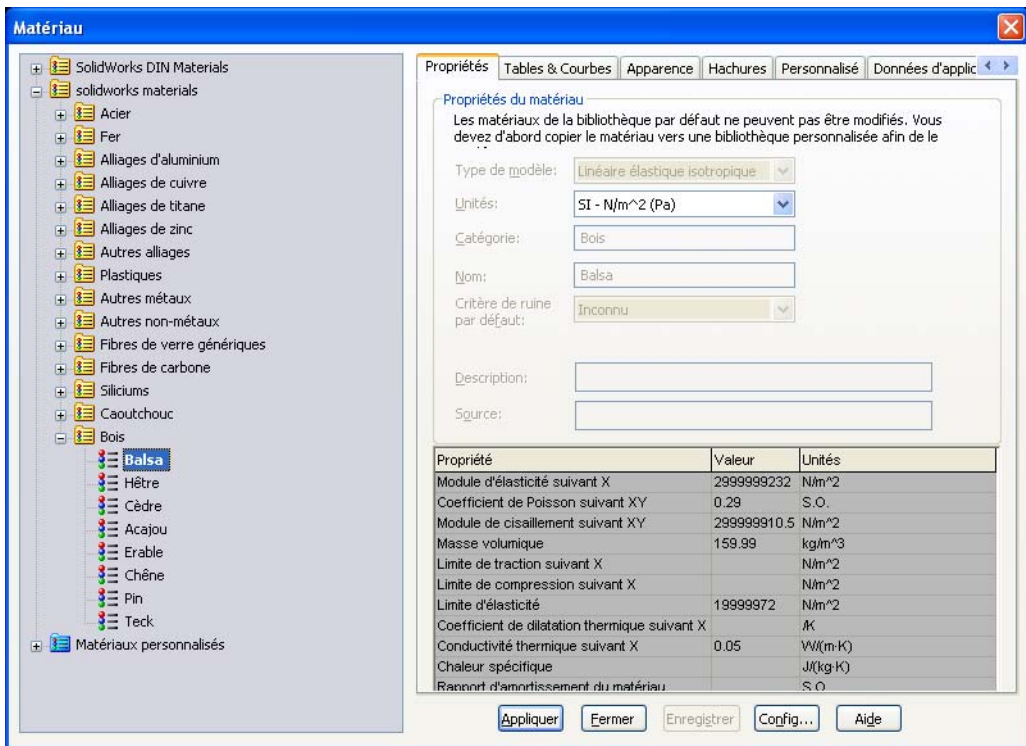 Matériau
SolidWorks DIN Materials
solidworks materials
Acier
Fer
Alliages d'aluminium
Alliages de cuivre
Alliages de titane
Alliages de zinc
Autres alliages
Plastiques
Autres métaux
Autres non-métaux
Fibres de verre génériques
Fibres de carbone
Siliciums
Caoutchouc
Bois
Balsa
Hêtre
Cèdre
Acajou
Erable
Chêne
Pin
Teck
Matériaux personnalisés
Propriétés Tables & Courbes Apparence Hachures Personnalisé Données d'applic
Propriétés du matériau
Les matériaux de la bibliothèque par défaut ne peuvent pas être modifiés. Vous
devez d'abord copier le matériau vers une bibliothèque personnalisée afin de le
Type de modèle: Linéaire élastique isotropique
Unités: SI - N/m^2 (Pa)
Catégorie: Bois
Nom: Balsa
Critère de ruine
par défaut: Inconnu
Description:
Source:
Propriété Valeur Unités
Module d'élasticité suivant X 2999999232 N/m^2
Coefficient de Poisson suivant XY 0.29 S.O.
Module de cisaillement suivant XY 299999910.5 N/m^2
Masse volumique 159.99 kg/m^3
Limite de traction suivant X N/m^2
Limite de compression suivant X N/m^2
Limite d'élasticité 19999972 N/m^2
Coefficient de dilatation thermique suivant X /K
Conductivité thermique suivant X 0.05 W/(m·K)
Chaleur spécifique J/(kg·K)
Rapport d'amortissement du matériau S.O.
Appliquer Fermer Enregistrer Config... Aide